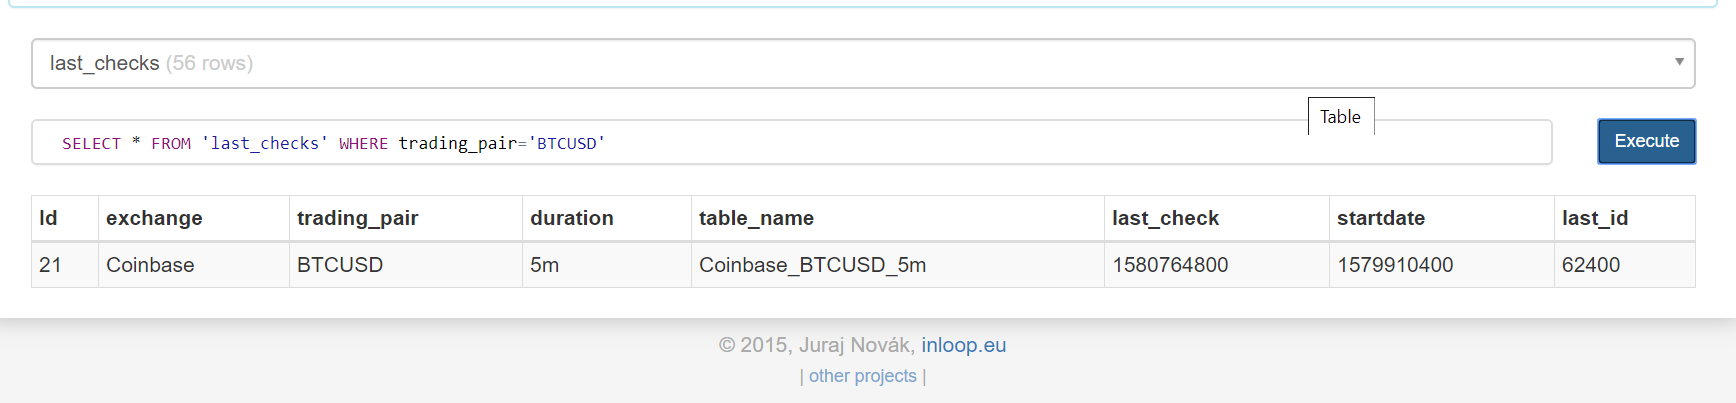 last_checks (56 rows)
Table
SELECT * FROM 'last_checks' WHERE trading_pair='BTCUSD'
Execute
Id exchange trading_pair duration table_name last_check startdate last_id
21 Coinbase BTCUSD 5m Coinbase_BTCUSD_5m 1580764800 1579910400 62400
© 2015, Juraj Novák, inloop.eu
| other projects |